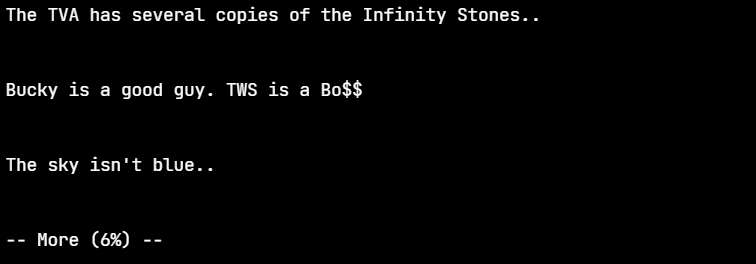 The TVA has several copies of the Infinity Stones..
Bucky is a good guy. TWS is a Bo$$
The sky isn't blue..
-- More (6%) --